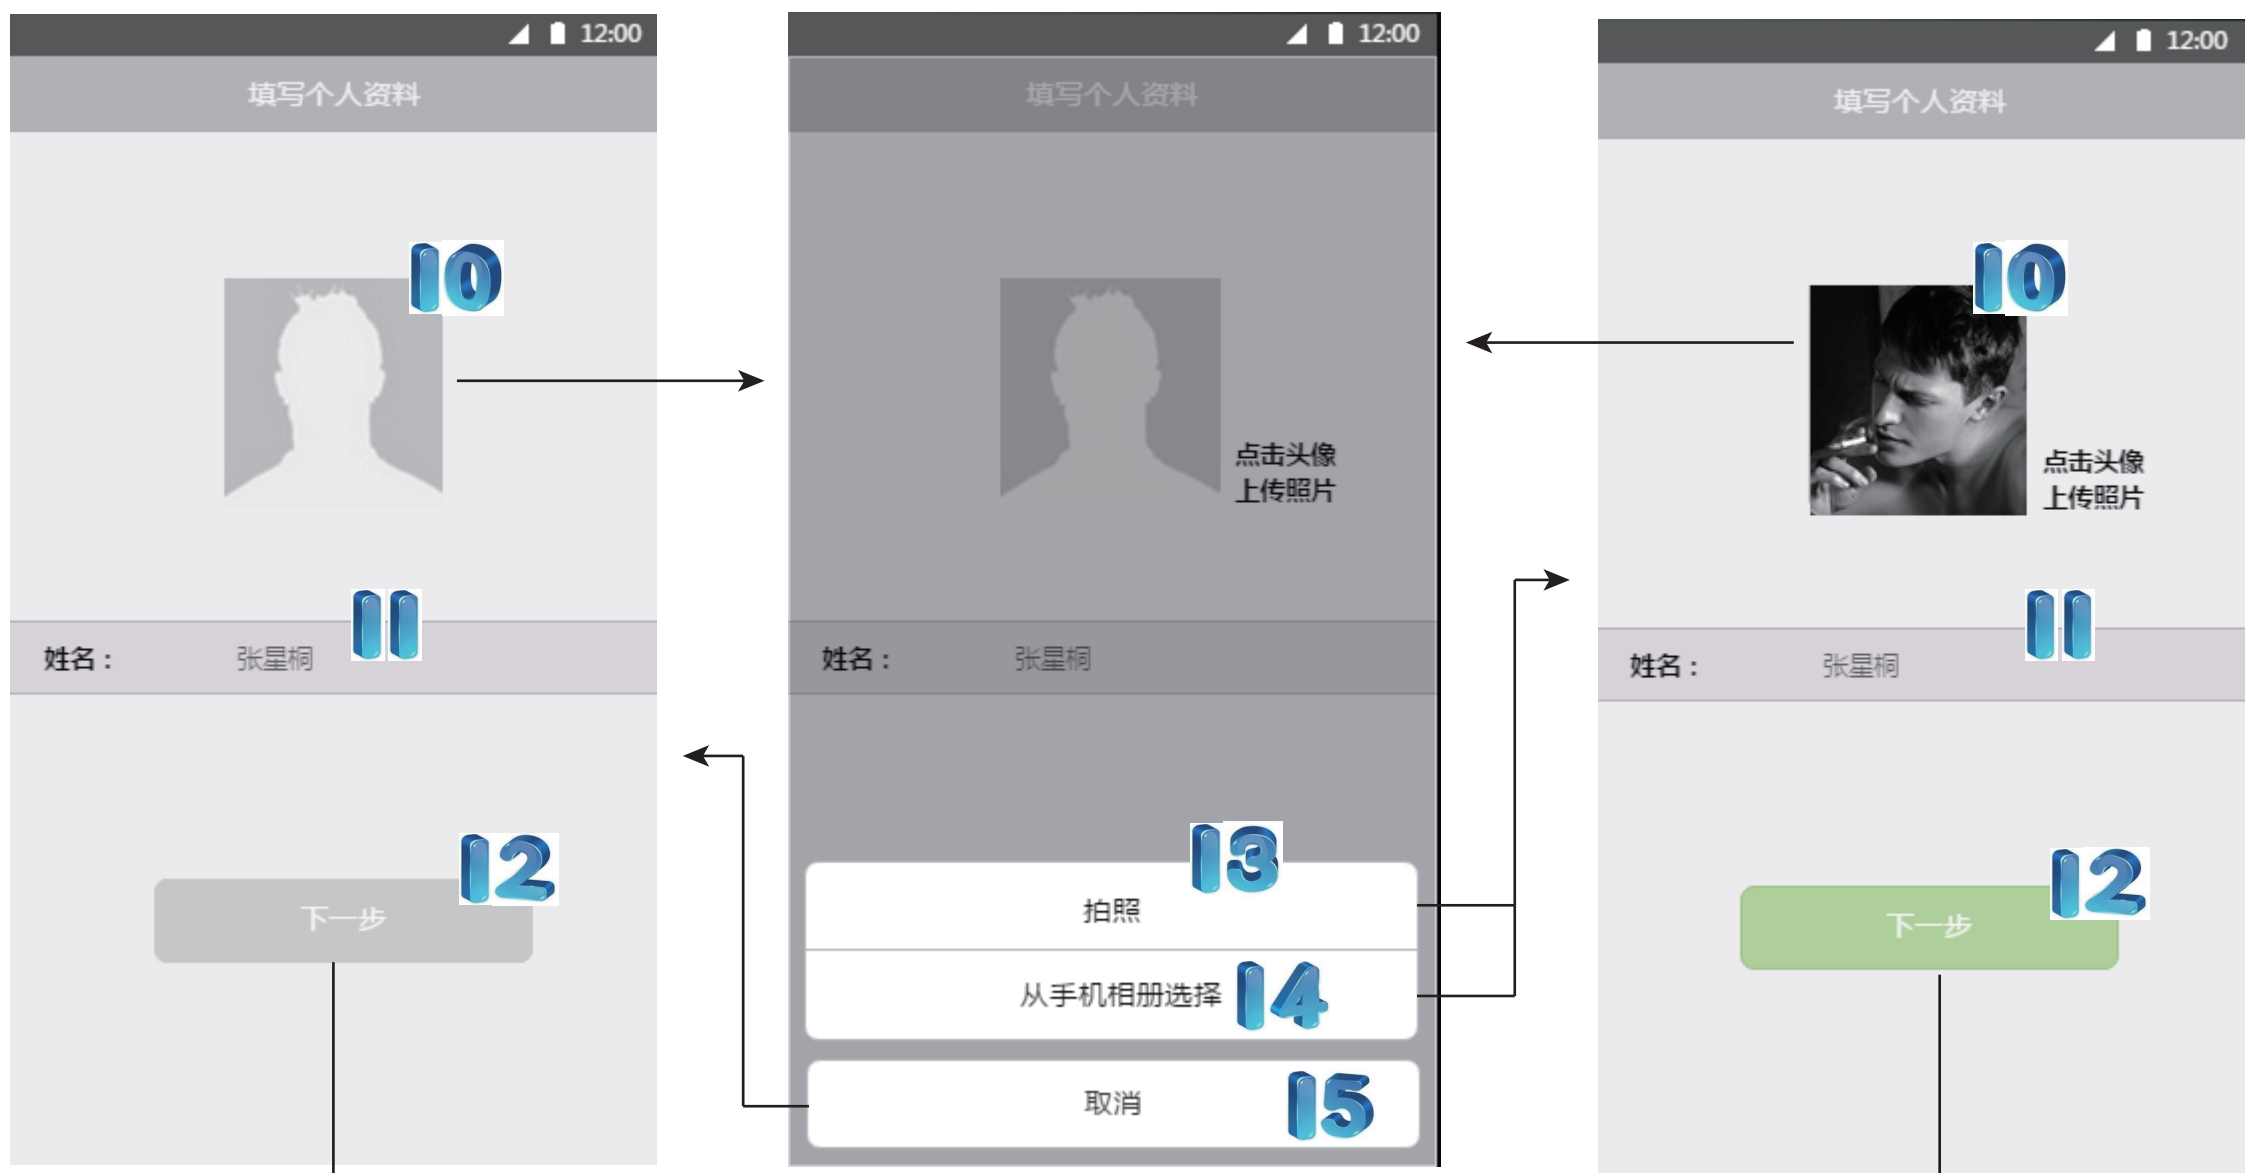 12:00
填写个人资料
10
11
姓名： 张星桐
12
下一步
12:00
填写个人资料
点击头像
上传照片
姓名： 张星桐
13
拍照
从手机相册选择 14
取消 15
12:00
填写个人资料
10
点击头像
上传照片
11
姓名： 张星桐
12
下一步